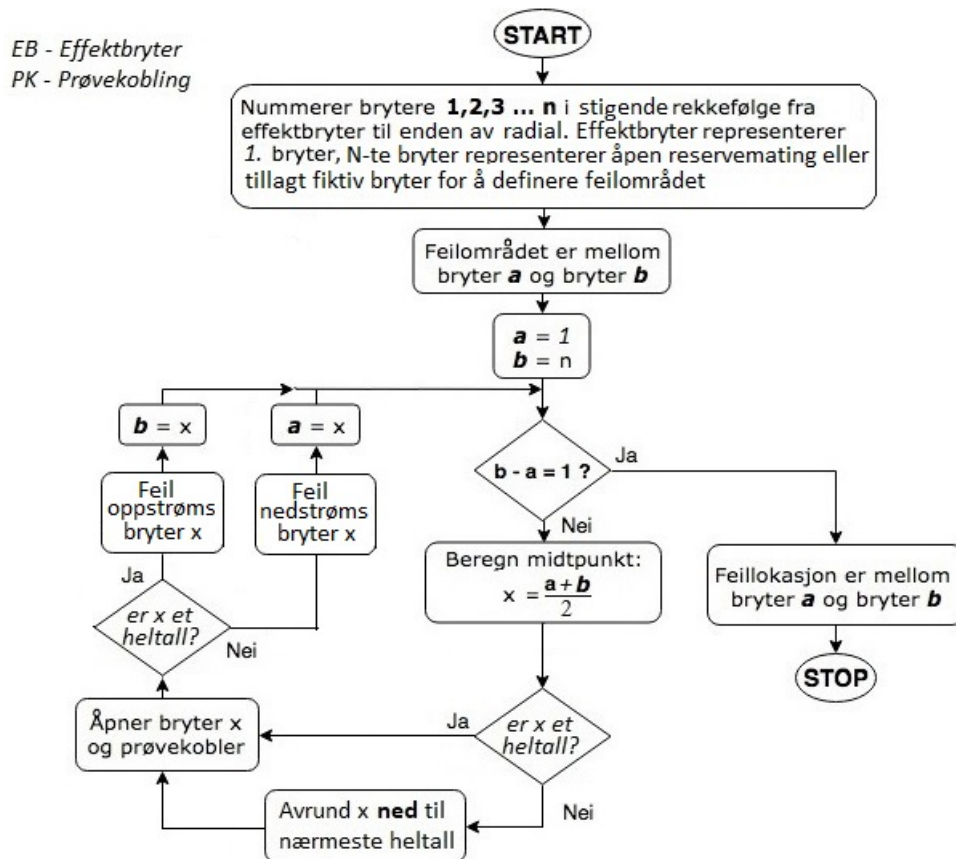 EB - Effektbryter
PK - Prøvekobling
START
Nummerer brytere 1,2,3 ... n i stigende rekkefølge fra
effektbryter til enden av radial. Effektbryter representerer
1. bryter, N-te bryter representerer åpen reservemating eller
tillagt fiktiv bryter for å definere feilområdet
Feilområdet er mellom
bryter a og bryter b
a = 1
b = n
b = x
a = x
b - a = 1 ?
Ja
Nei
Feil
oppstrøms
bryter x
Feil
nedstrøms
bryter x
Beregn midtpunkt:
x = a + b
2
Feillokasjon er mellom
bryter a og bryter b
STOP
Ja
er x et
heltall?
Nei
Åpner bryter x
og prøvekobler
Ja
er x et
heltall?
Nei
Avrund x ned til
nærmeste heltall